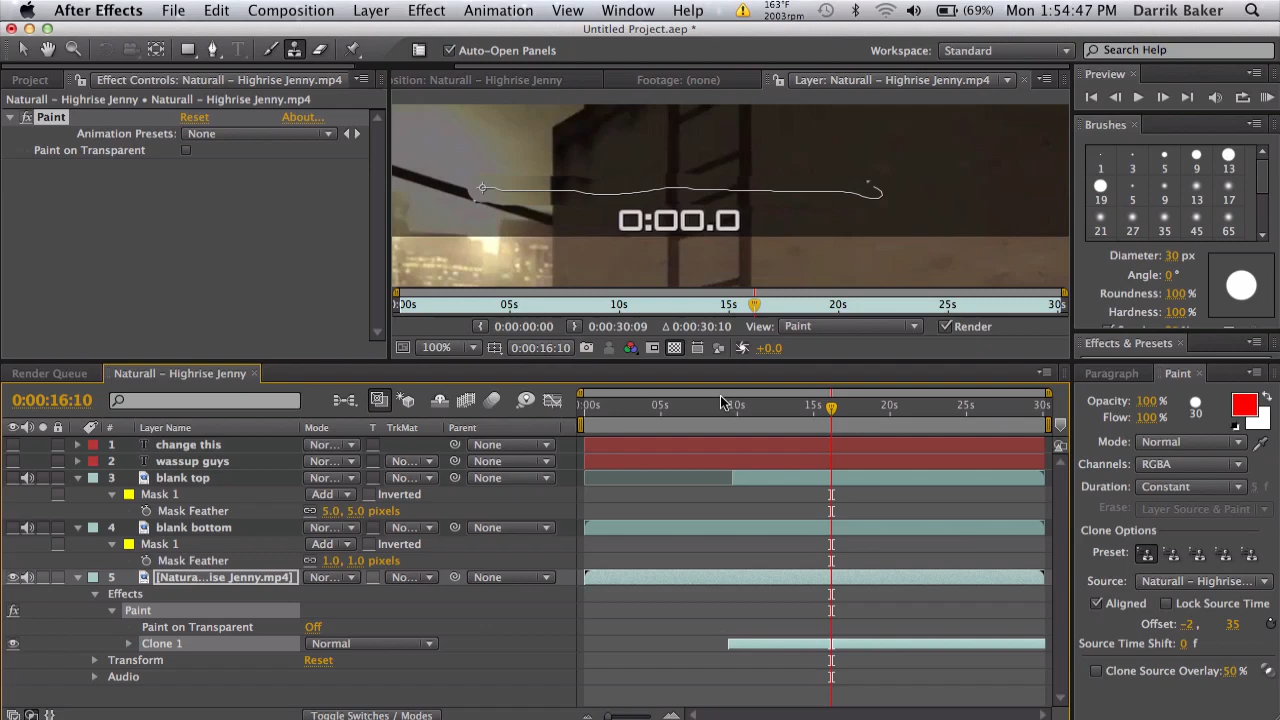 After Effects File Edit Composition Layer Effect Animation View Window Help 163°F 2003rpm (69%) Mon 1:54:47 PM Darrik Baker
Untitled Project.aep *
T Auto-Open Panels Workspace: Standard Search Help
Project Effect Controls: Naturall – Highrise Jenny.mp4 position: Naturall – Highrise Jenny Footage: (none) Layer: Naturall – Highrise Jenny.mp4 Preview
Naturall – Highrise Jenny • Naturall – Highrise Jenny.mp4
fx Paint Reset About...
Animation Presets: None
Paint on Transparent
0:00.0
Brushes
1 3 5 9 13
19 5 9 13 17
21 27 35 45 65
Diameter: 30 px
Angle: 0°
Roundness: 100 %
Hardness: 100 %
:00s 05s 10s 15s 20s 25s 30s
0:00:00:00 0:00:30:09 Δ 0:00:30:10 View: Paint Render
100% 0:00:16:10 +0.0
Effects & Presets
Render Queue Naturall – Highrise Jenny Paragraph Paint
0:00:16:10 :00s 05s 10s 15s 20s 25s 30s
# Layer Name Mode T TrkMat Parent
1 T change this Nor... None
2 T wassup guys Nor... No... None
3 blank top Nor... No... None
Mask 1 Add Inverted
Mask Feather 5.0, 5.0 pixels
4 blank bottom Nor... No... None
Mask 1 Add Inverted
Mask Feather 1.0, 1.0 pixels
5 [Natura...ise Jenny.mp4] Nor... No... None
Effects
fx Paint
Paint on Transparent Off
Clone 1 Normal
Transform Reset
Audio
Toggle Switches / Modes
Opacity: 100 %
Flow: 100 % 30
Mode: Normal
Channels: RGBA
Duration: Constant f
Erase: Layer Source & Paint
Clone Options
Preset:
Source: Naturall – Highrise...
Aligned Lock Source Time
Offset: -2, 35
Source Time Shift: 0 f
Clone Source Overlay: 50 %